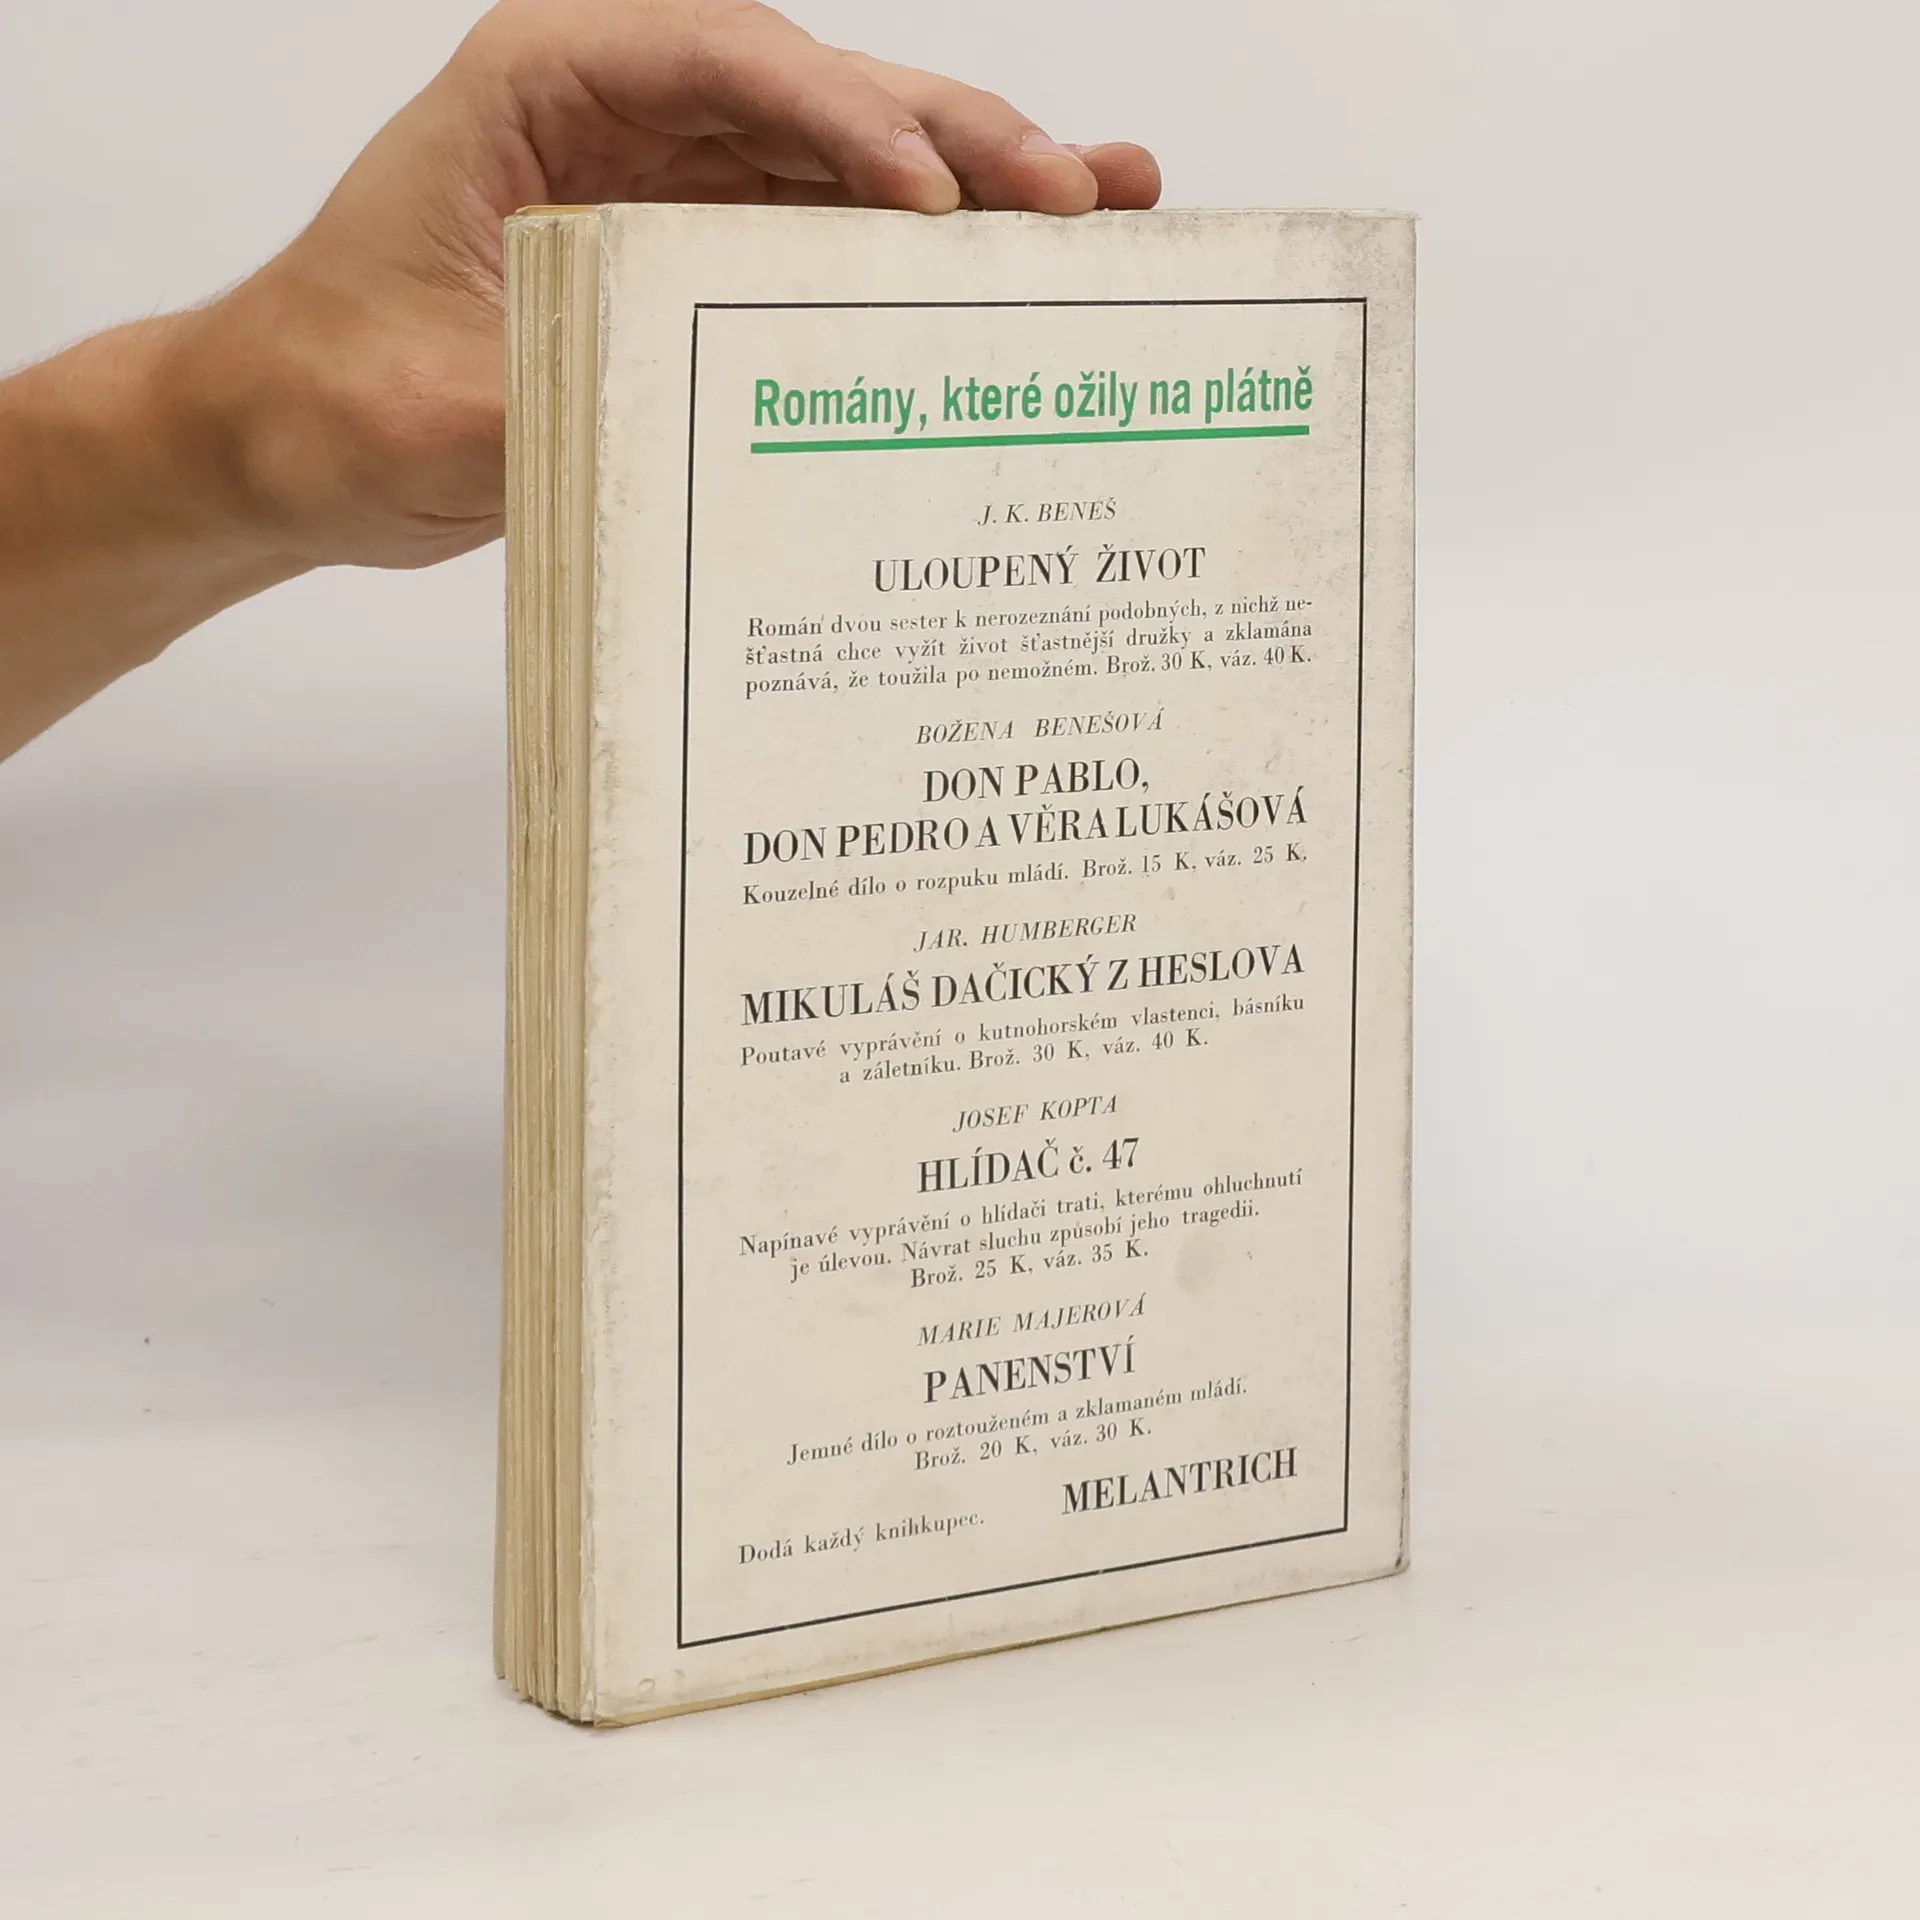 Romány, které ožily na plátně
J. K. BENEŠ
ULOUPENÝ ŽIVOT
Román dvou sester k nerozeznání podobných, z nichž ne-
šťastná chce vyžít život šťastnější družky a zklamána
poznává, že toužila po nemožném. Brož. 30 K, váz. 40 K.
BOŽENA BENEŠOVÁ
DON PABLO,
DON PEDRO A VĚRA LUKÁŠOVÁ
Kouzelné dílo o rozpuku mládí. Brož. 15 K, váz. 25 K.
JAR. HUMBERGER
MIKULÁŠ DAČICKÝ Z HESLOVA
Poutavé vyprávění o kutnohorském vlastenci, básníku
a záletníku. Brož. 30 K, váz. 40 K.
JOSEF KOPTA
HLÍDAČ č. 47
Napínavé vyprávění o hlídači trati, kterému ohluchnutí
je úlevou. Návrat sluchu způsobí jeho tragedii.
Brož. 25 K, váz. 35 K.
MARIE MAJEROVÁ
PANENSTVÍ
Jemné dílo o roztouženém a zklamaném mládí.
Brož. 20 K, váz. 30 K.
MELANTRICH
Dodá každý knihkupec.